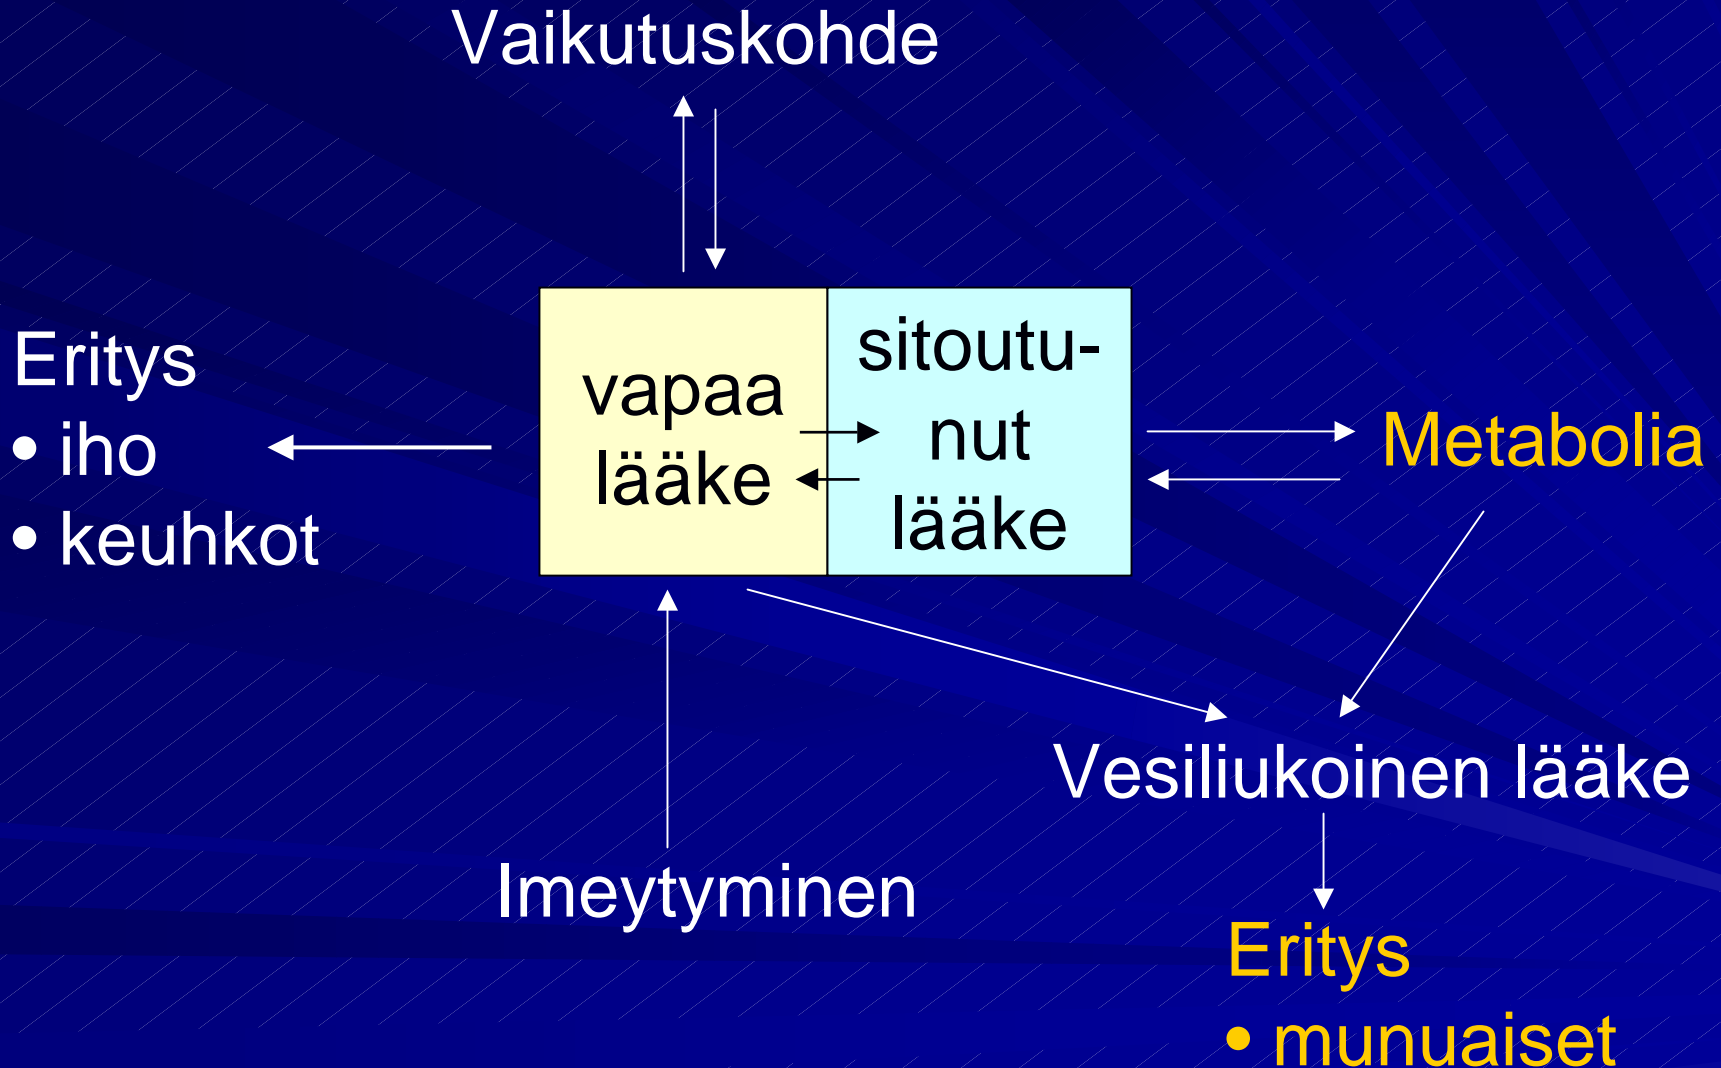 Vaikutuskohde
Eritys
• iho
• keuhkot
vapaa
lääke
sitoutu-
nut
lääke
Metabolia
Vesiliukoinen lääke
Imeytyminen
Eritys
• munuaiset